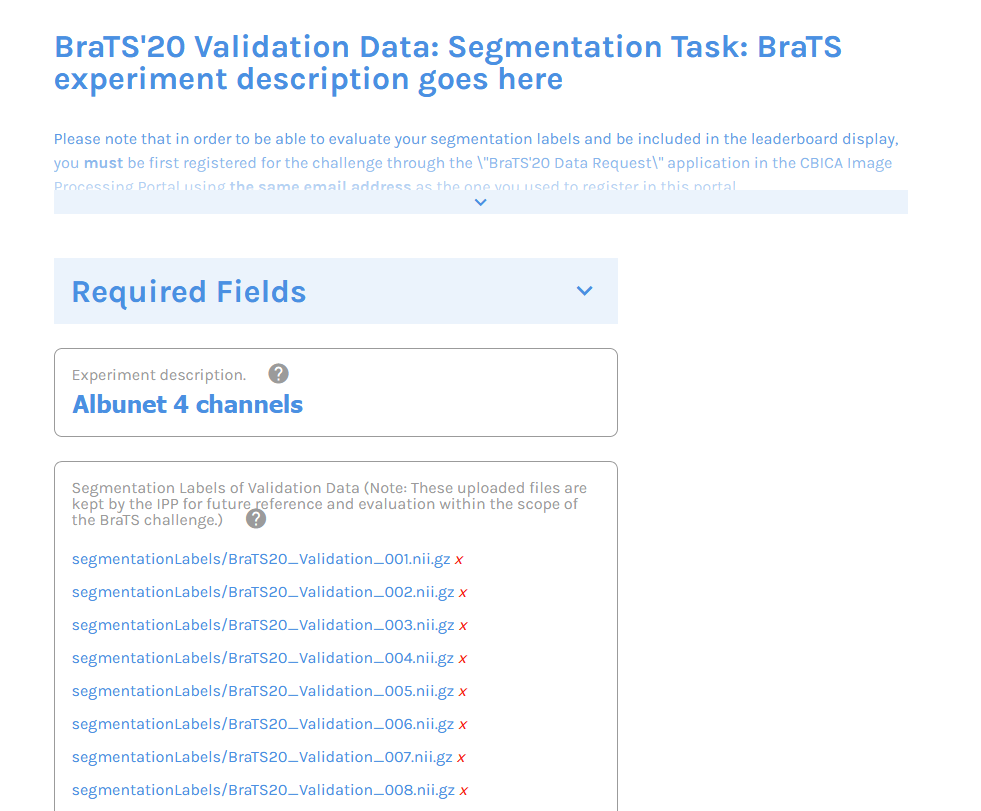 BraTS'20 Validation Data: Segmentation Task: BraTS
experiment description goes here
Please note that in order to be able to evaluate your segmentation labels and be included in the leaderboard display,
you must be first registered for the challenge through the \"BraTS'20 Data Request\" application in the CBICA Image
Processing Portal using the same email address as the one you used to register in this portal.
Required Fields
Experiment description. ?
Albunet 4 channels
Segmentation Labels of Validation Data (Note: These uploaded files are
kept by the IPP for future reference and evaluation within the scope of
the BraTS challenge.) ?
segmentationLabels/BraTS20_Validation_001.nii.gz x
segmentationLabels/BraTS20_Validation_002.nii.gz x
segmentationLabels/BraTS20_Validation_003.nii.gz x
segmentationLabels/BraTS20_Validation_004.nii.gz x
segmentationLabels/BraTS20_Validation_005.nii.gz x
segmentationLabels/BraTS20_Validation_006.nii.gz x
segmentationLabels/BraTS20_Validation_007.nii.gz x
segmentationLabels/BraTS20_Validation_008.nii.gz x